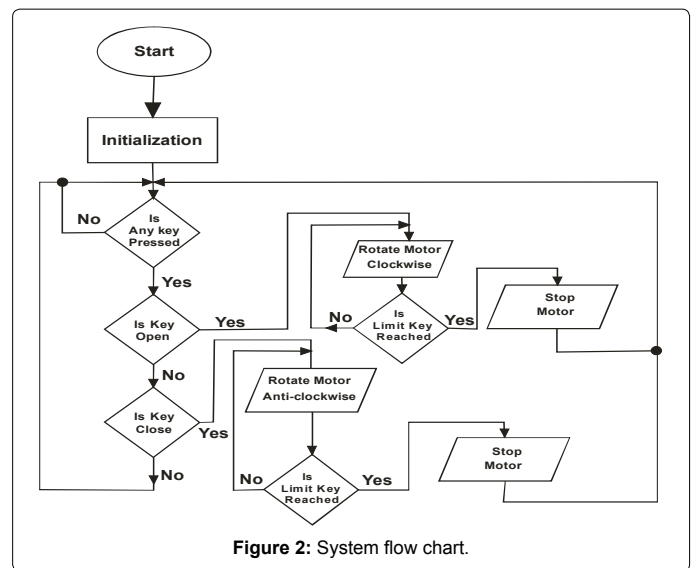 Start
Initialization
Is
Any key
Pressed
No
Yes
Is Key
Open
Yes
No
Is Key
Close
Yes
No
Rotate Motor
Clockwise
Is
Limit Key
Reached
No
Yes
Stop
Motor
Rotate Motor
Anti-clockwise
Is
Limit Key
Reached
No
Yes
Stop
Motor
Figure 2: System flow chart.